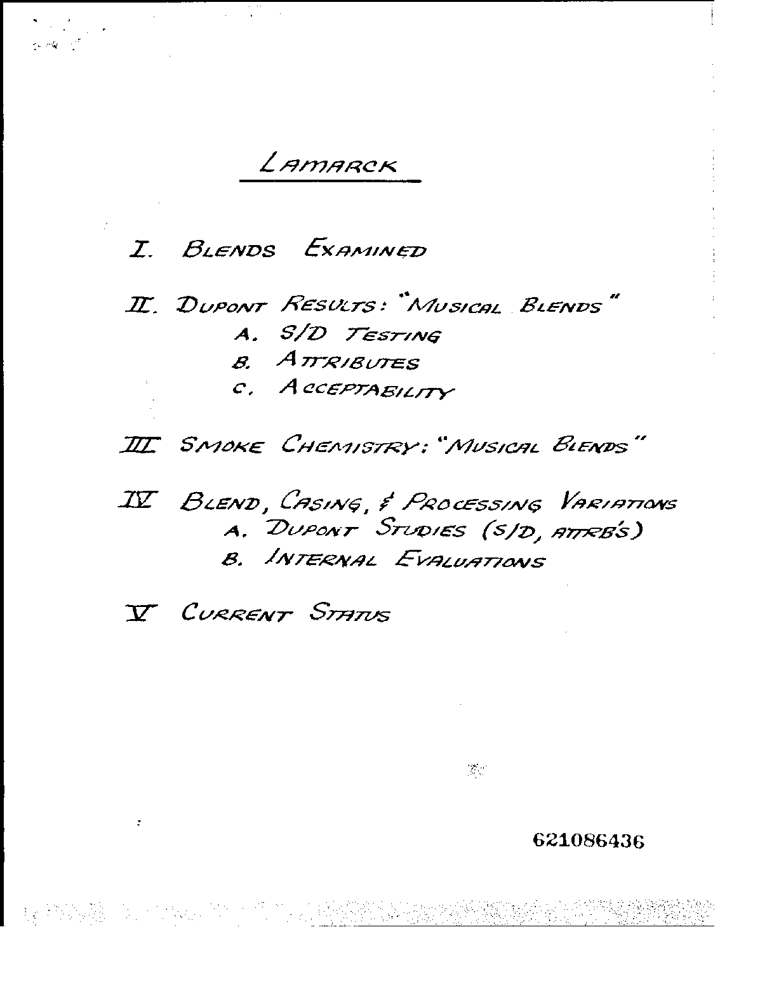 LAMARCK
I. BLENDS EXAMINED
II. DUPONT RESULTS: "MUSICAL BLENDS"
A. S/D TESTING
B. ATTRIBUTES
C. ACCEPTABILITY
III SMOKE CHEMISTRY: "MUSICAL BLENDS"
IV BLEND, CASING, & PROCESSING VARIATIONS
A. DUPONT STUDIES (S/D, ATTRB'S)
B. INTERNAL EVALUATIONS
V CURRENT STATUS
621086436